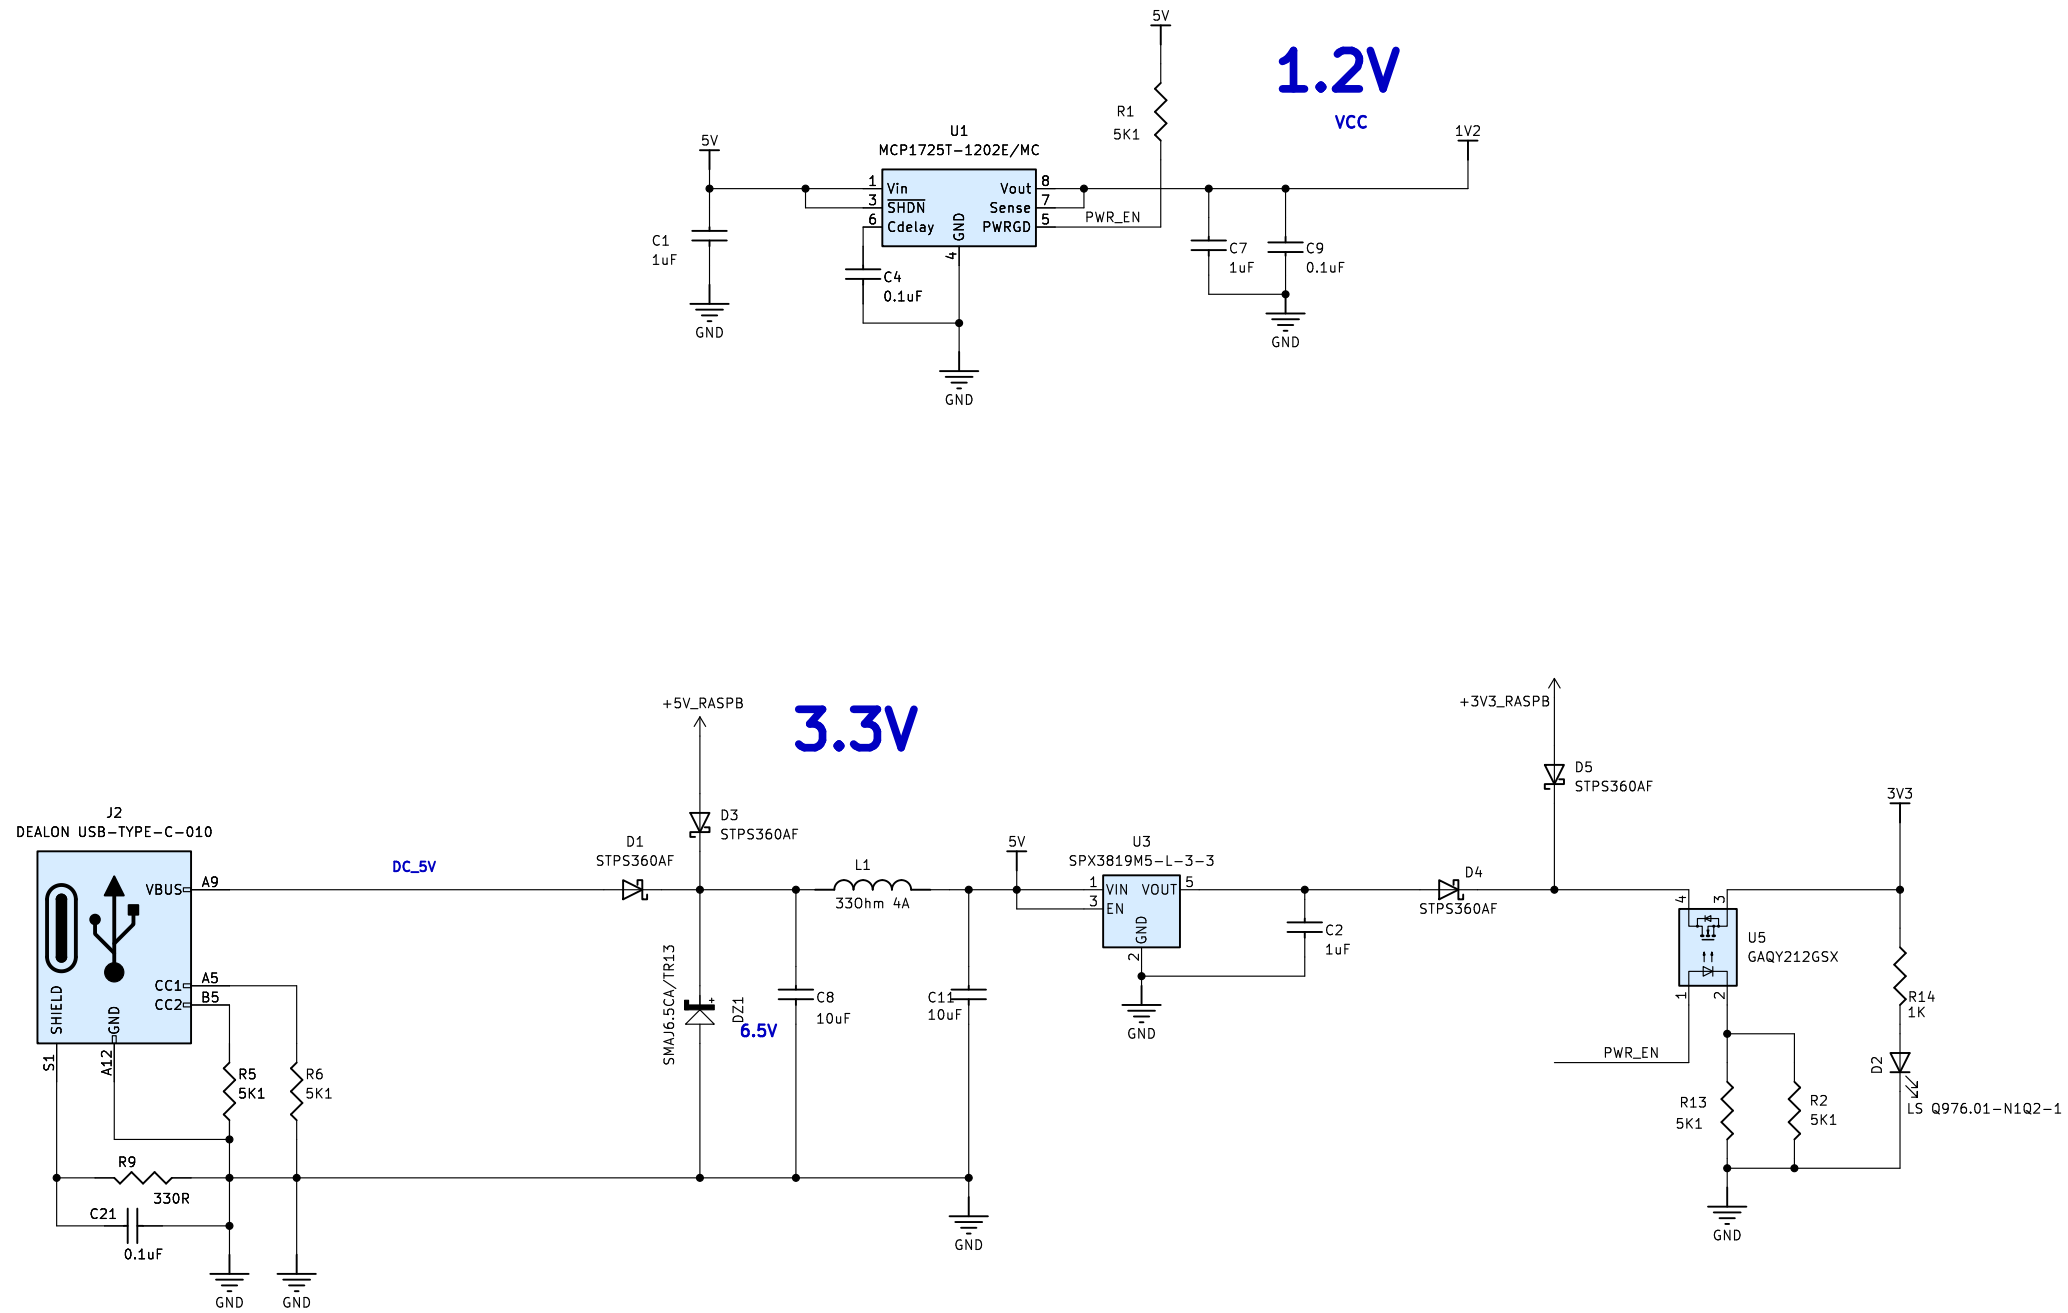 5V
1.2V
VCC
R1
5K1
U1
MCP1725T-1202E/MC
5V
1V2
1
Vin
Vout
8
3
SHDN
Sense
7
6
Cdelay
GND
PWRGD
5
PWR_EN
4
C1
1uF
C4
0.1uF
C7
1uF
C9
0.1uF
GND
GND
GND
+5V_RASPB
3.3V
+3V3_RASPB
D5
STPS360AF
3V3
J2
DEALON USB-TYPE-C-010
D3
STPS360AF
D1
STPS360AF
5V
U3
SPX3819M5-L-3-3
DC_5V
L1
33Ohm 4A
D4
STPS360AF
VBUS
A9
1
VIN
VOUT
5
3
EN
GND
2
4
3
C2
1uF
U5
GAQY212GSX
CC1
A5
CC2
B5
SHIELD
GND
S1
A12
SMAJ6.5CA/TR13
+
DZ1
6.5V
C8
10uF
C11
10uF
GND
1
2
R14
1K
PWR_EN
D2
LS Q976.01-N1Q2-1
R5
5K1
R6
5K1
R13
5K1
R2
5K1
R9
330R
C21
0.1uF
GND
GND
GND
GND